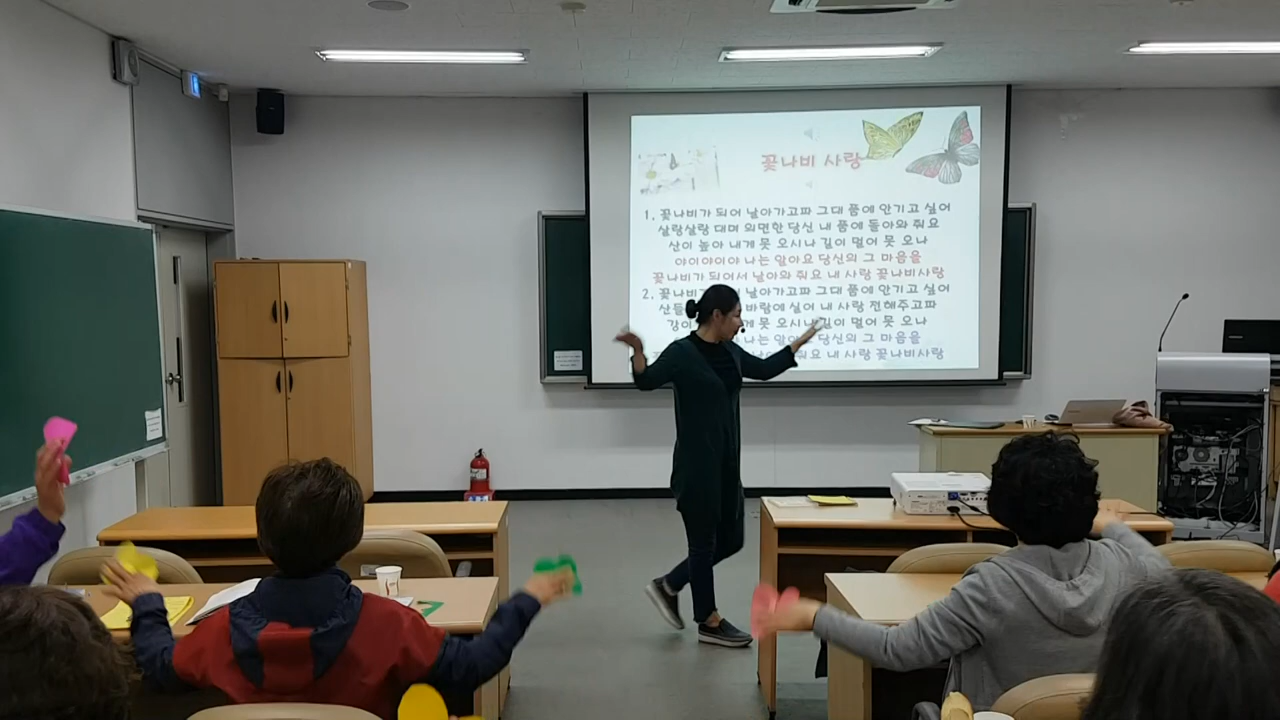 꽃나비 사랑
1. 꽃나비가 되어 날아가고파 그대 품에 안기고 싶어
살랑살랑 대며 외면한 당신 내 품에 돌아와 줘요
산이 높아 내게 못 오시나 길이 멀어 못 오나
야이야이야 나는 알아요 당신의 그 마음을
꽃나비가 되어서 날아와 줘요 내 사랑 꽃나비사랑
2. 꽃나비가 날아가고파 그대 품에 안기고 싶어
바람에 실어 내 사랑 전해주고파
못 오시나 길이 멀어 못 오나
나는 알아요 당신의 그 마음을
줘요 내 사랑 꽃나비사랑